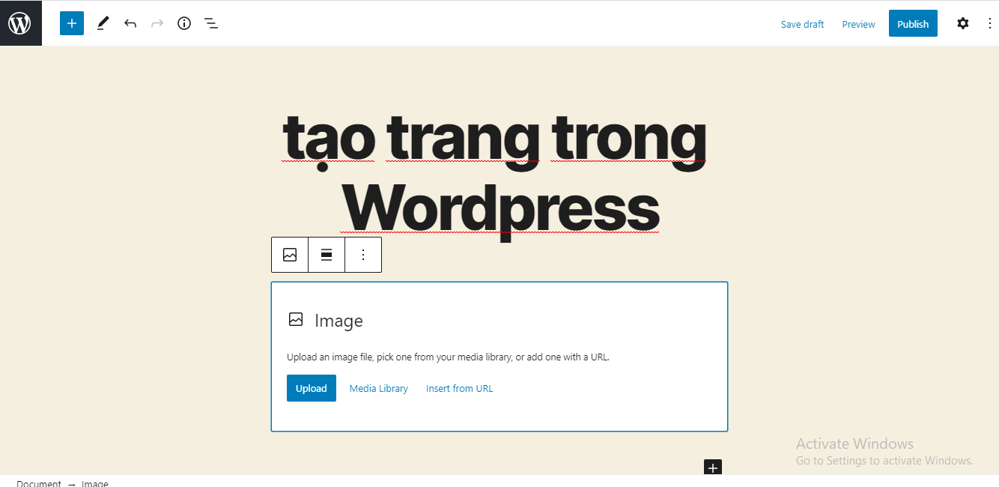 Save draft Preview Publish
tạo trang trong
Wordpress
Image
Upload an image file, pick one from your media library, or add one with a URL.
Upload Media Library Insert from URL
Activate Windows
Go to Settings to activate Windows.
Document → Image